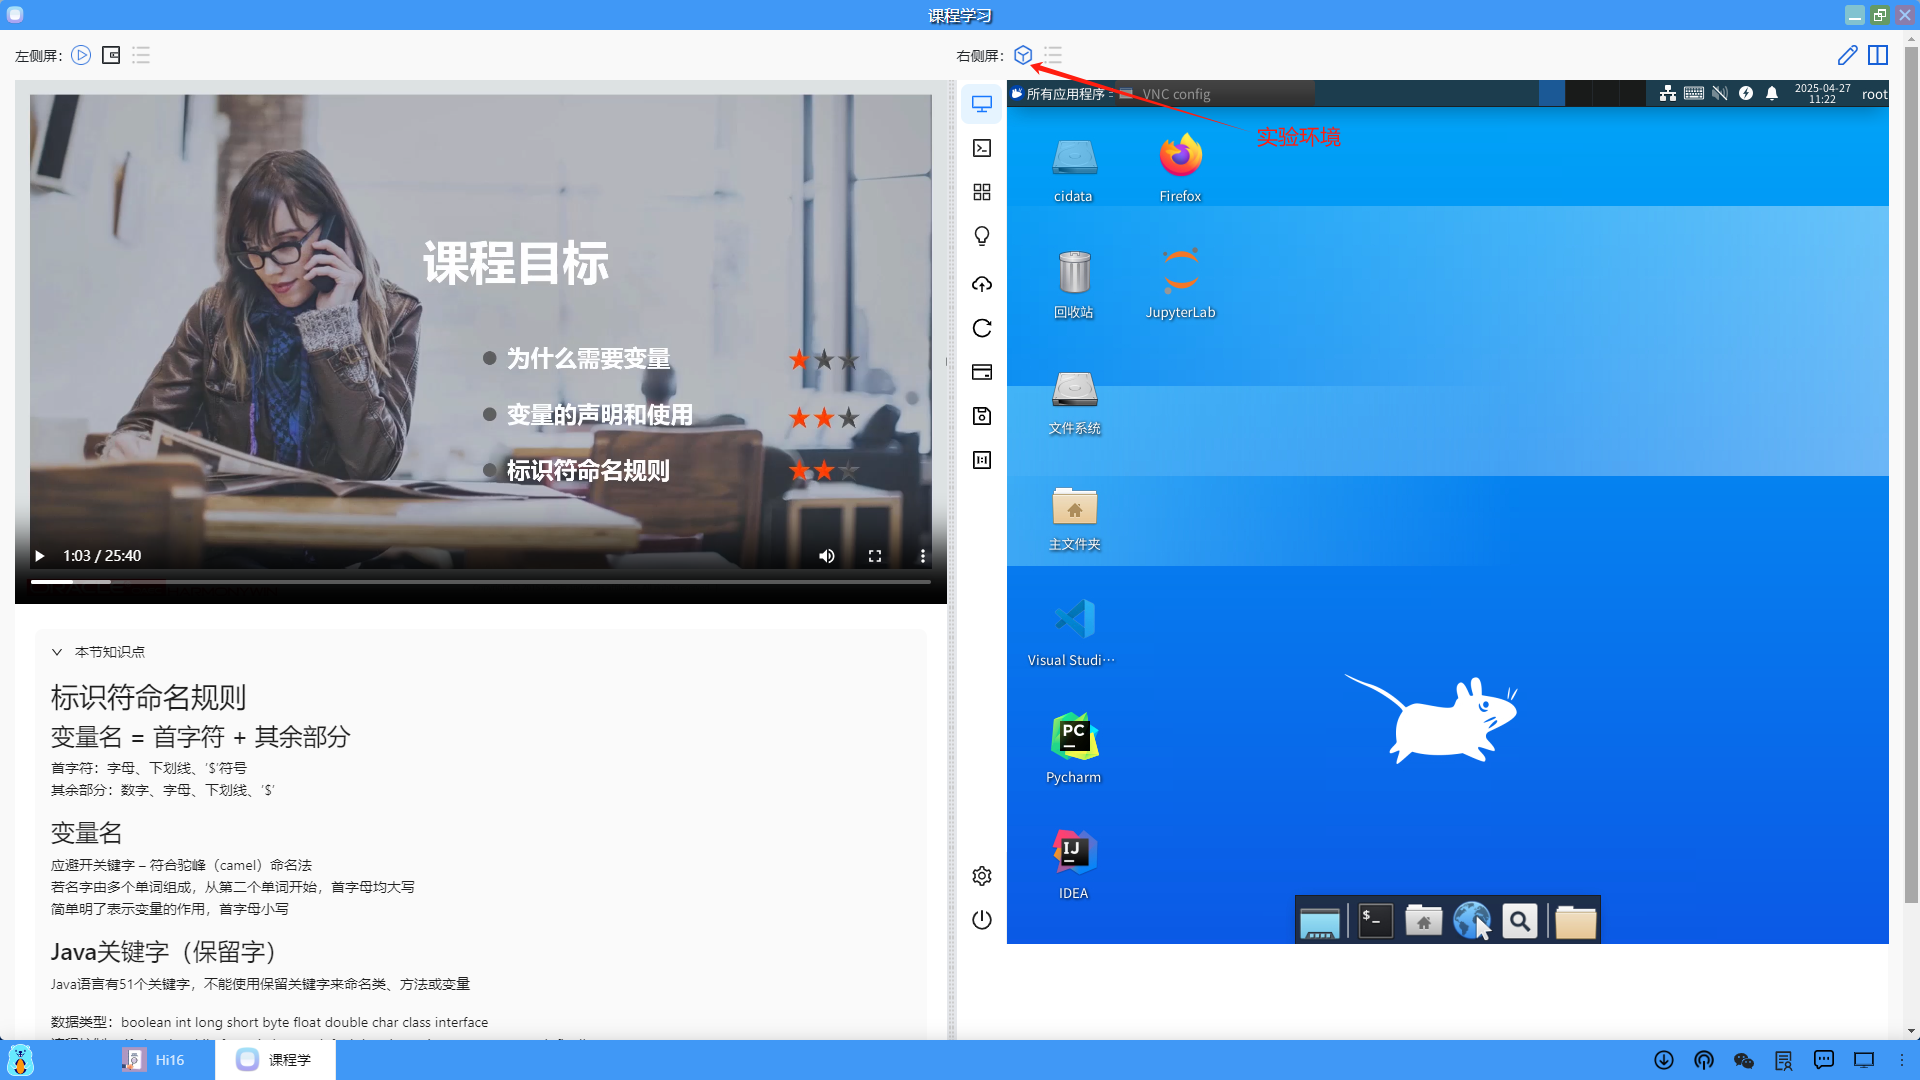 课程学习
左侧屏:
右侧屏:
所有应用程序
VNC config
2025-04-27
11:22
root
实验环境
cidata
Firefox
回收站
JupyterLab
文件系统
主文件夹
Visual Studi···
Pycharm
IDEA
课程目标
为什么需要变量
变量的声明和使用
标识符命名规则
1:03 / 25:40
本节知识点
标识符命名规则
变量名 = 首字符 + 其余部分
首字符：字母、下划线、'$'符号
其余部分：数字、字母、下划线、'$'
变量名
应避开关键字 – 符合驼峰（camel）命名法
若名字由多个单词组成，从第二个单词开始，首字母均大写
简单明了表示变量的作用，首字母小写
Java关键字（保留字）
Java语言有51个关键字，不能使用保留关键字来命名类、方法或变量
数据类型：boolean int long short byte float double char class interface
Hi16
课程学